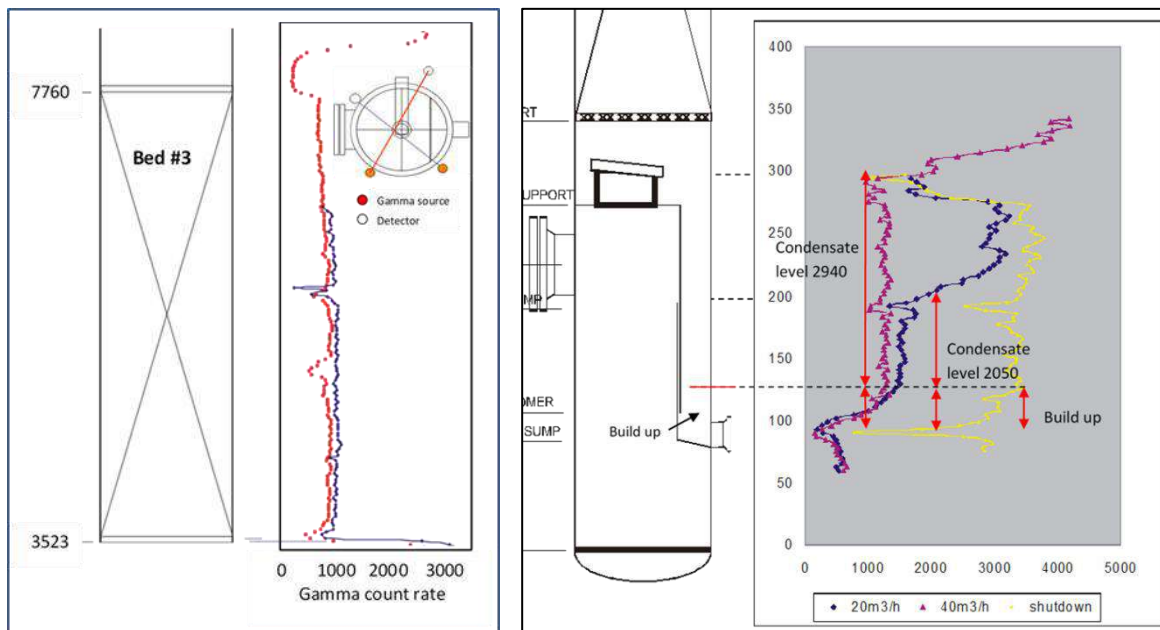 7760
Bed #3
3523
Gamma source
Detector
0
1000
2000
3000
Gamma count rate
RT
SUPPORT
MP
OMER
SUMP
Build up
400
350
300
250
200
150
100
50
0
Condensate
level 2940
Condensate
level 2050
Build up
0
1000
2000
3000
4000
5000
20m3/h
40m3/h
shutdown